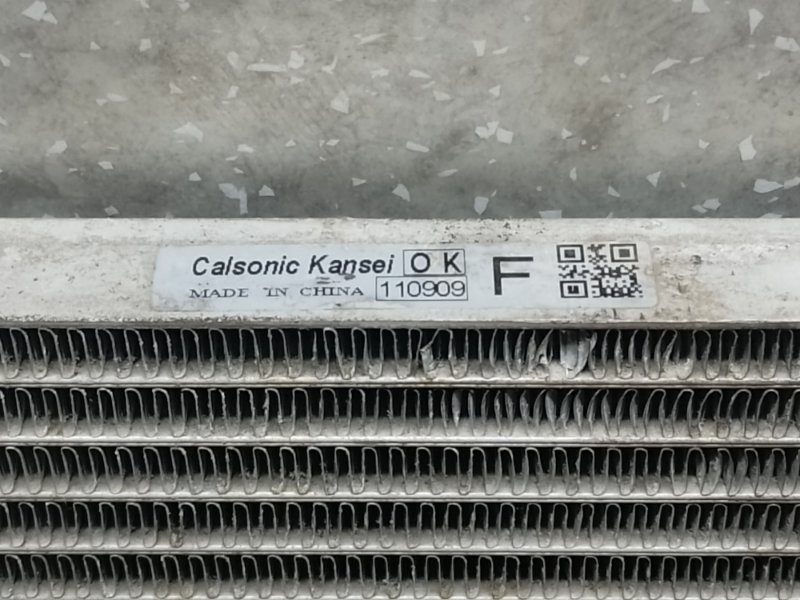 Calsonic Kansei OK F
MADE IN CHINA 110909